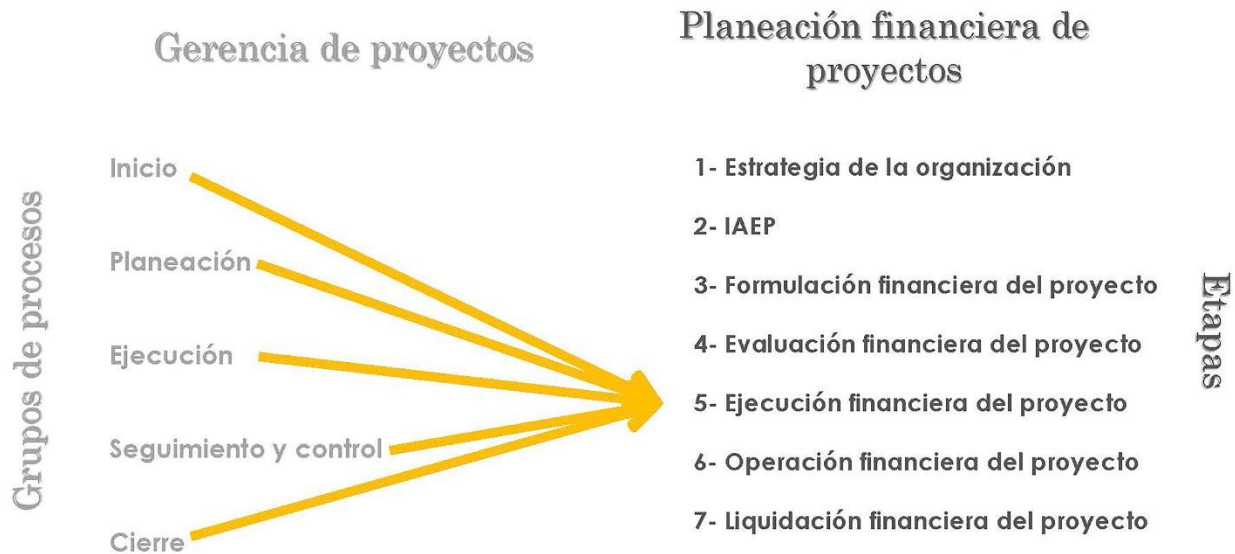 Gerencia de proyectos
Planeación financiera de
proyectos
Grupos de procesos
Inicio
Planeación
Ejecución
Seguimiento y control
Cierre
1- Estrategia de la organización
2- IAEP
3- Formulación financiera del proyecto
4- Evaluación financiera del proyecto
5- Ejecución financiera del proyecto
6- Operación financiera del proyecto
7- Liquidación financiera del proyecto
Etapas